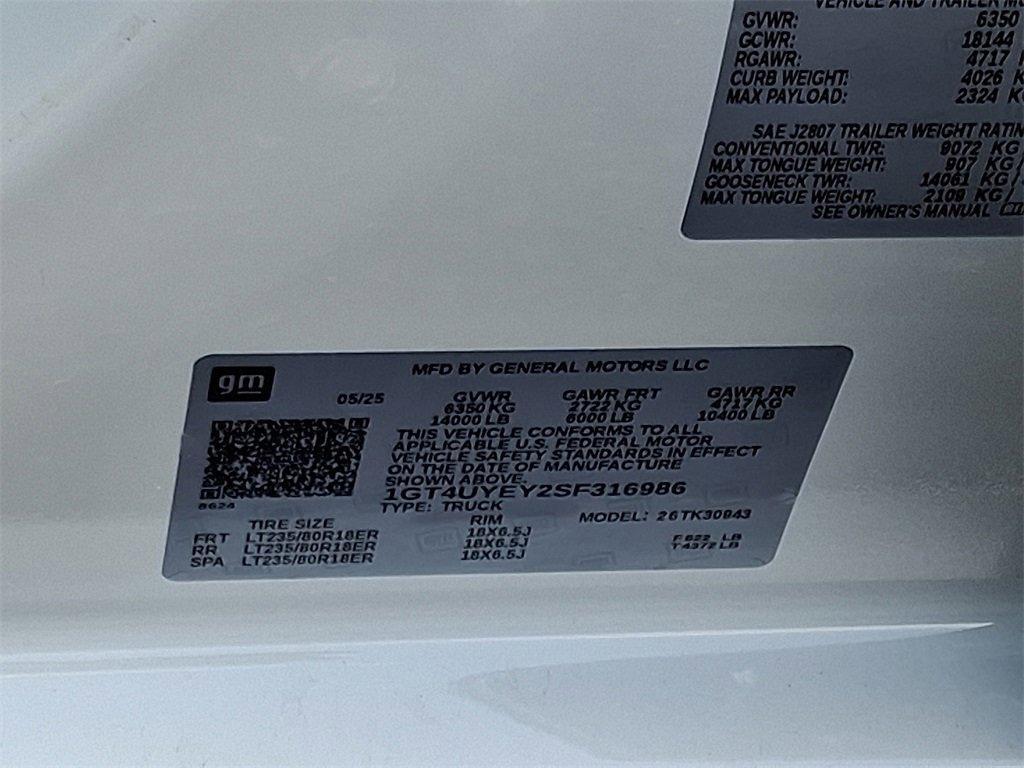 VEHICLE AND TRAILER
GVWR: 6350
GCWR: 18144
RGAWR: 4717
CURB WEIGHT: 4026
MAX PAYLOAD: 2324
SAE J2807 TRAILER WEIGHT
CONVENTIONAL TWR: 9072 KG
MAX TONGUE WEIGHT: 907 KG/
GOOSENECK TWR: 14061 KG/
MAX TONGUE WEIGHT: 2109 KG/
SEE OWNER'S MANUAL gm
gm
MFD BY GENERAL MOTORS LLC
05/25 GVWR GAWR FRT GAWR RR
6350 KG 2722 KG 4717 KG
14000 LB 6000 LB 10400 LB
THIS VEHICLE CONFORMS TO ALL
APPLICABLE U.S. FEDERAL MOTOR
VEHICLE SAFETY STANDARDS IN EFFECT
ON THE DATE OF MANUFACTURE
SHOWN ABOVE.
1GT4UYEY2SF316986
8624
TYPE: TRUCK MODEL: 26TK30943
TIRE SIZE RIM
FRT LT235/80R18ER 18X6.5J F 622 LB
RR LT235/80R18ER 18X6.5J T 4372 LB
SPA LT235/80R18ER 18X6.5J